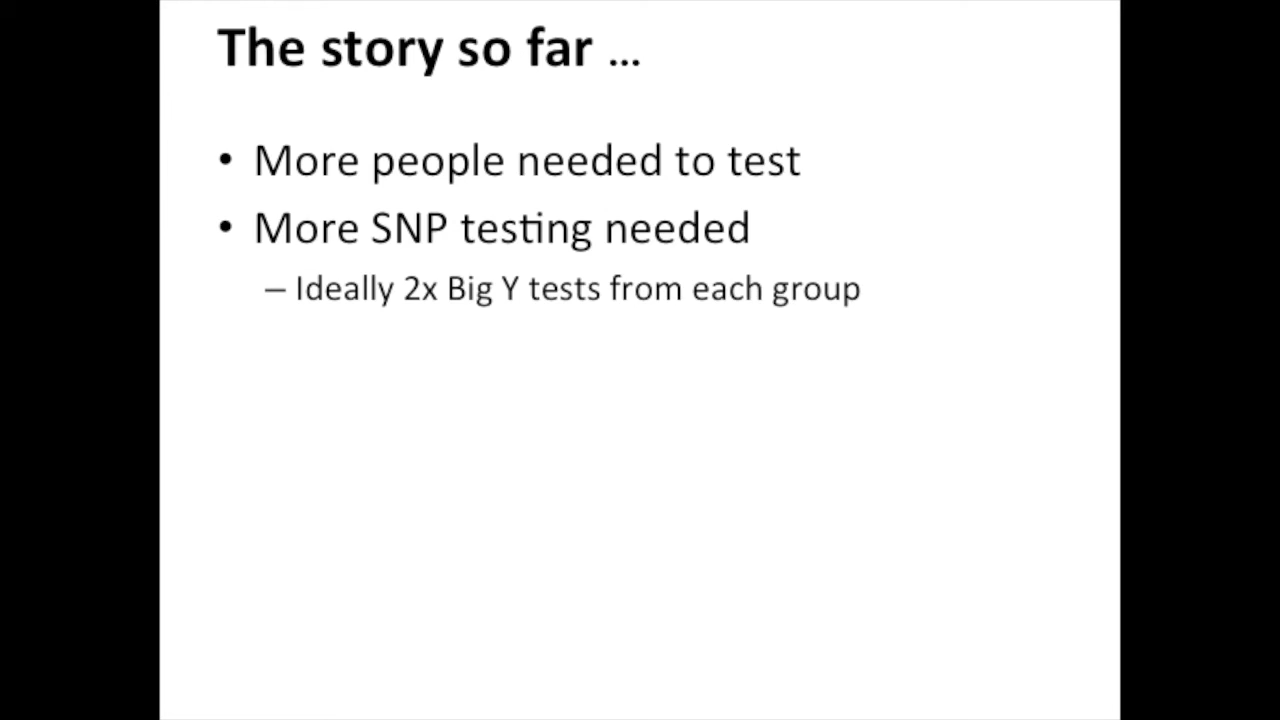 The story so far ...
• More people needed to test
• More SNP testing needed
– Ideally 2x Big Y tests from each group